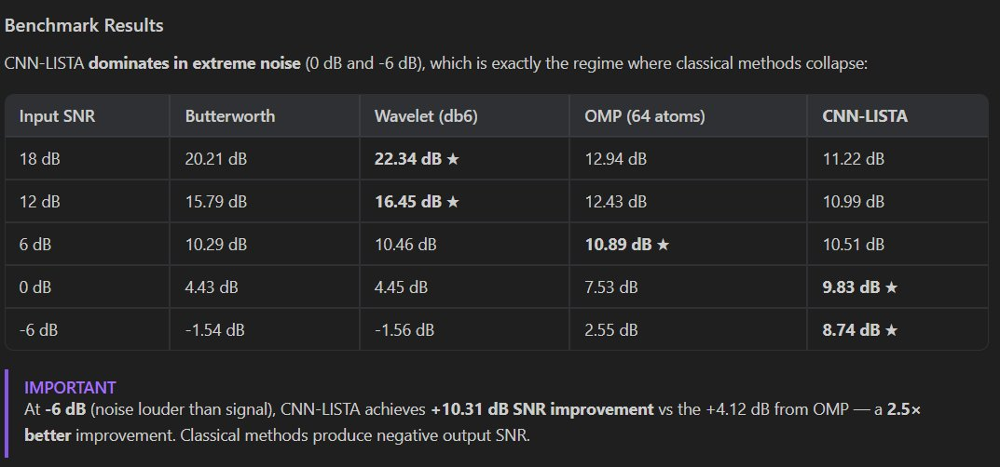 Benchmark Results
CNN-LISTA dominates in extreme noise (0 dB and -6 dB), which is exactly the regime where classical methods collapse:
Input SNR Butterworth Wavelet (db6) OMP (64 atoms) CNN-LISTA
18 dB 20.21 dB 22.34 dB ★ 12.94 dB 11.22 dB
12 dB 15.79 dB 16.45 dB ★ 12.43 dB 10.99 dB
6 dB 10.29 dB 10.46 dB 10.89 dB ★ 10.51 dB
0 dB 4.43 dB 4.45 dB 7.53 dB 9.83 dB ★
-6 dB -1.54 dB -1.56 dB 2.55 dB 8.74 dB ★
IMPORTANT
At -6 dB (noise louder than signal), CNN-LISTA achieves +10.31 dB SNR improvement vs the +4.12 dB from OMP — a 2.5×
better improvement. Classical methods produce negative output SNR.